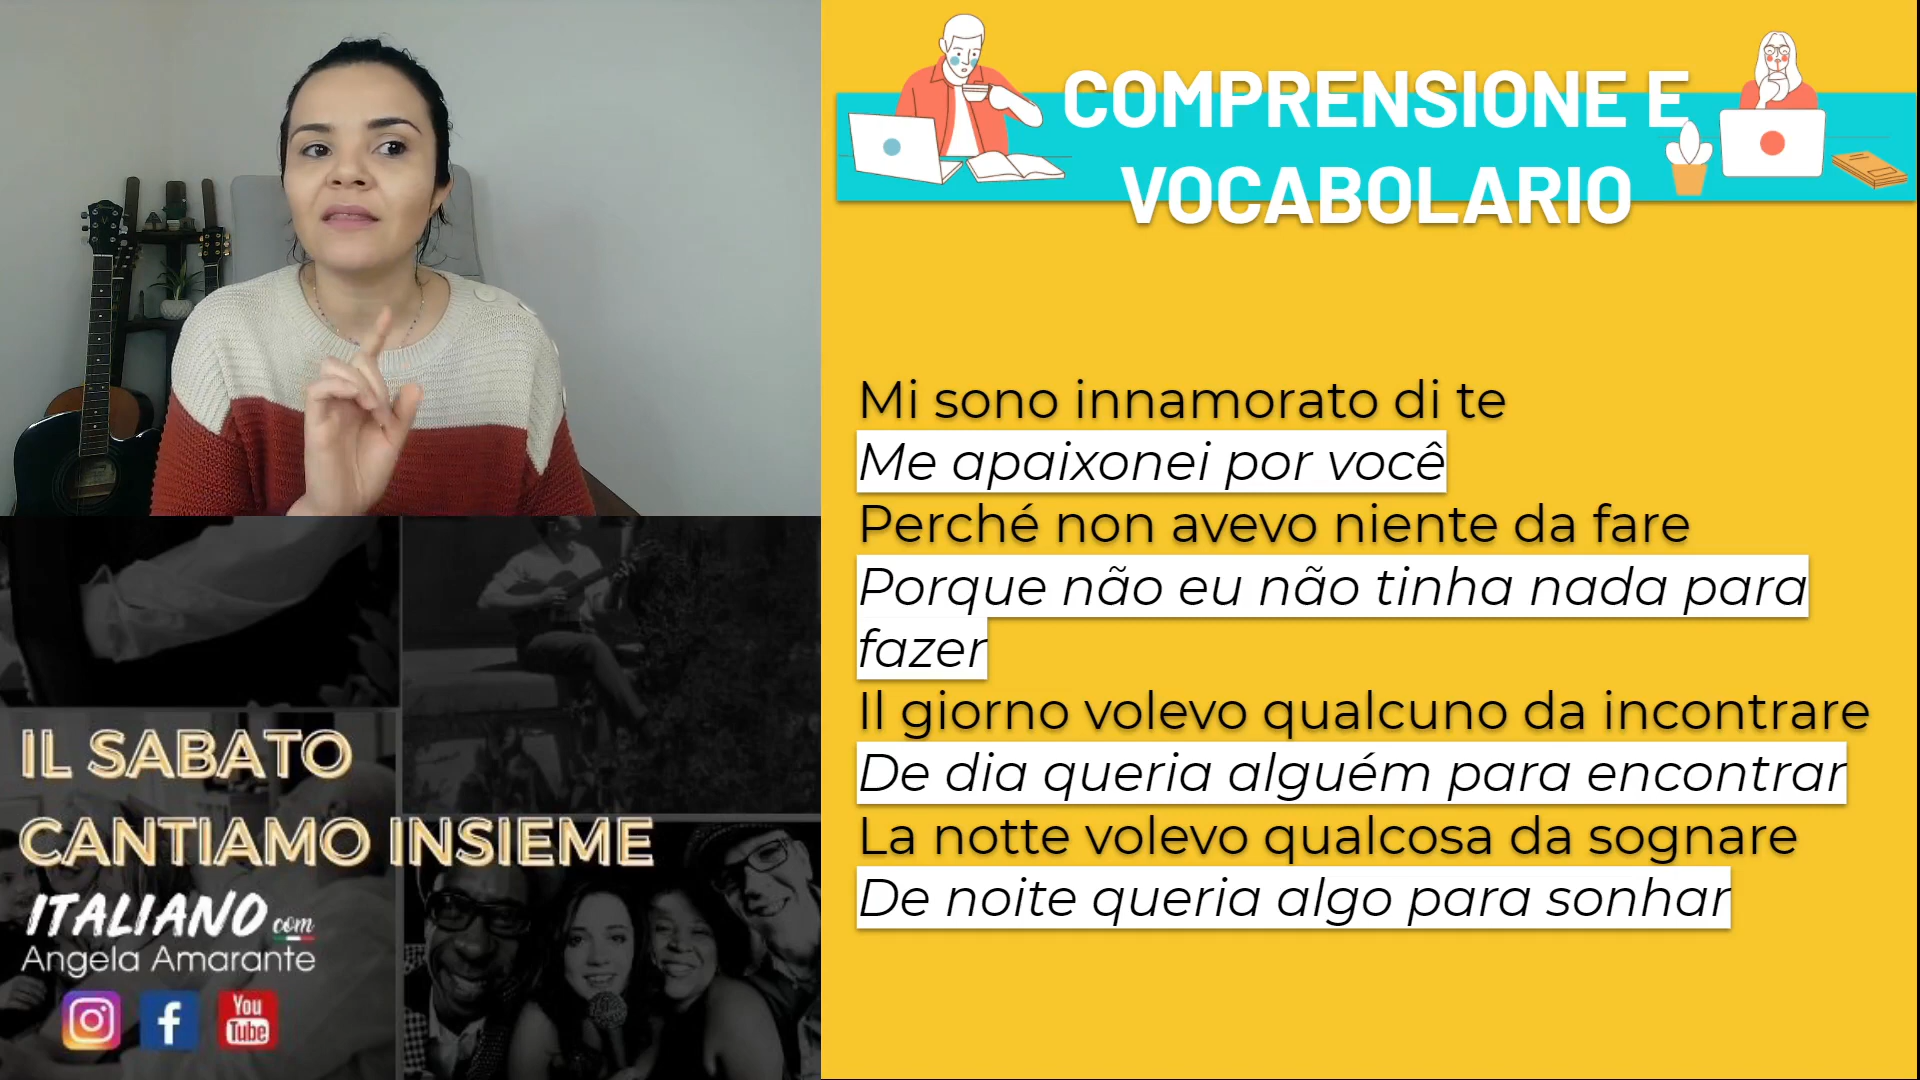 COMPRENSIONE E
VOCABOLARIO
Mi sono innamorato di te
Me apaixonei por você
Perché non avevo niente da fare
Porque não eu não tinha nada para
fazer
Il giorno volevo qualcuno da incontrare
De dia queria alguém para encontrar
La notte volevo qualcosa da sognare
De noite queria algo para sonhar
IL SABATO
CANTIAMO INSIEME
ITALIANO com
Angela Amarante
You
Tube